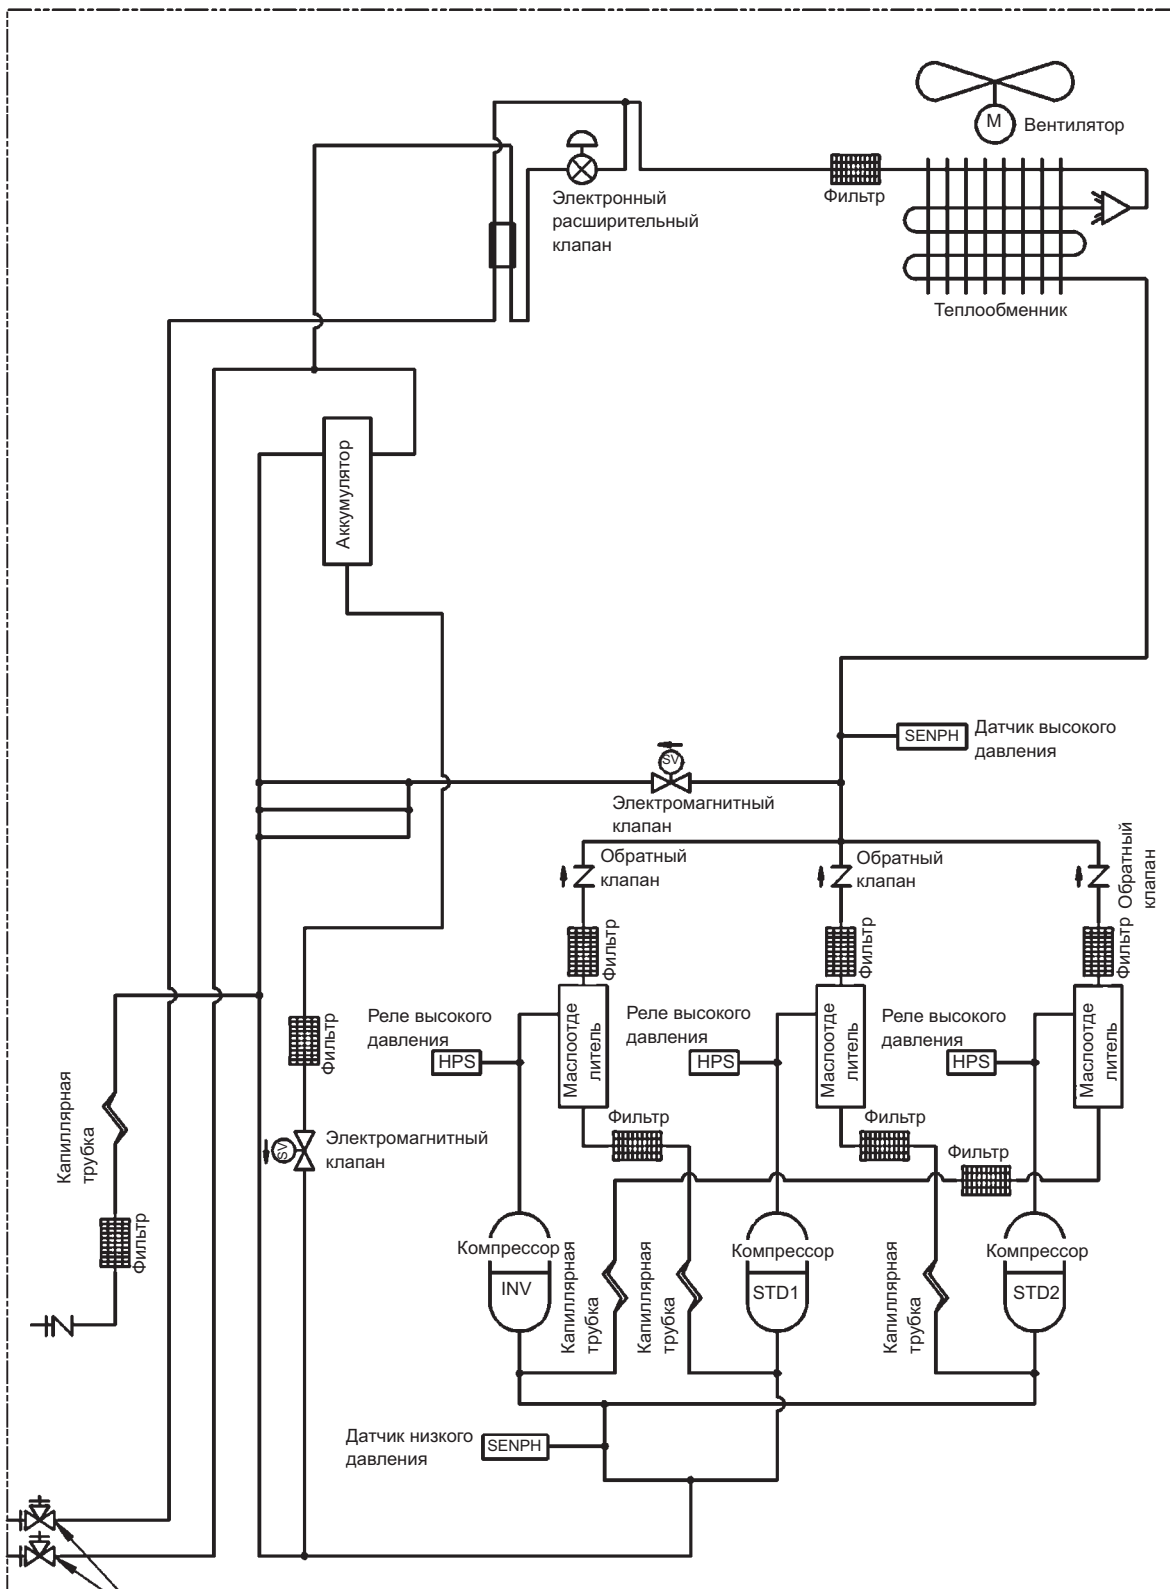 M
Вентилятор
Электронный
расширительный
клапан
Фильтр
Теплообменник
Аккумулятор
SENPH
Датчик высокого
давления
SV
Электромагнитный
клапан
Обратный
клапан
Обратный
клапан
Обратный
клапан
Фильтр
Фильтр
Фильтр
Реле высокого
давления
HPS
Маслоотде
литель
Реле высокого
давления
HPS
Маслоотде
литель
Реле высокого
давления
HPS
Маслоотде
литель
Фильтр
Капиллярная
трубка
Фильтр
SV
Электромагнитный
клапан
Фильтр
Фильтр
Фильтр
Компрессор
INV
Капиллярная
трубка
Капиллярная
трубка
Компрессор
STD1
Капиллярная
трубка
Компрессор
STD2
Датчик низкого
давления
SENPH